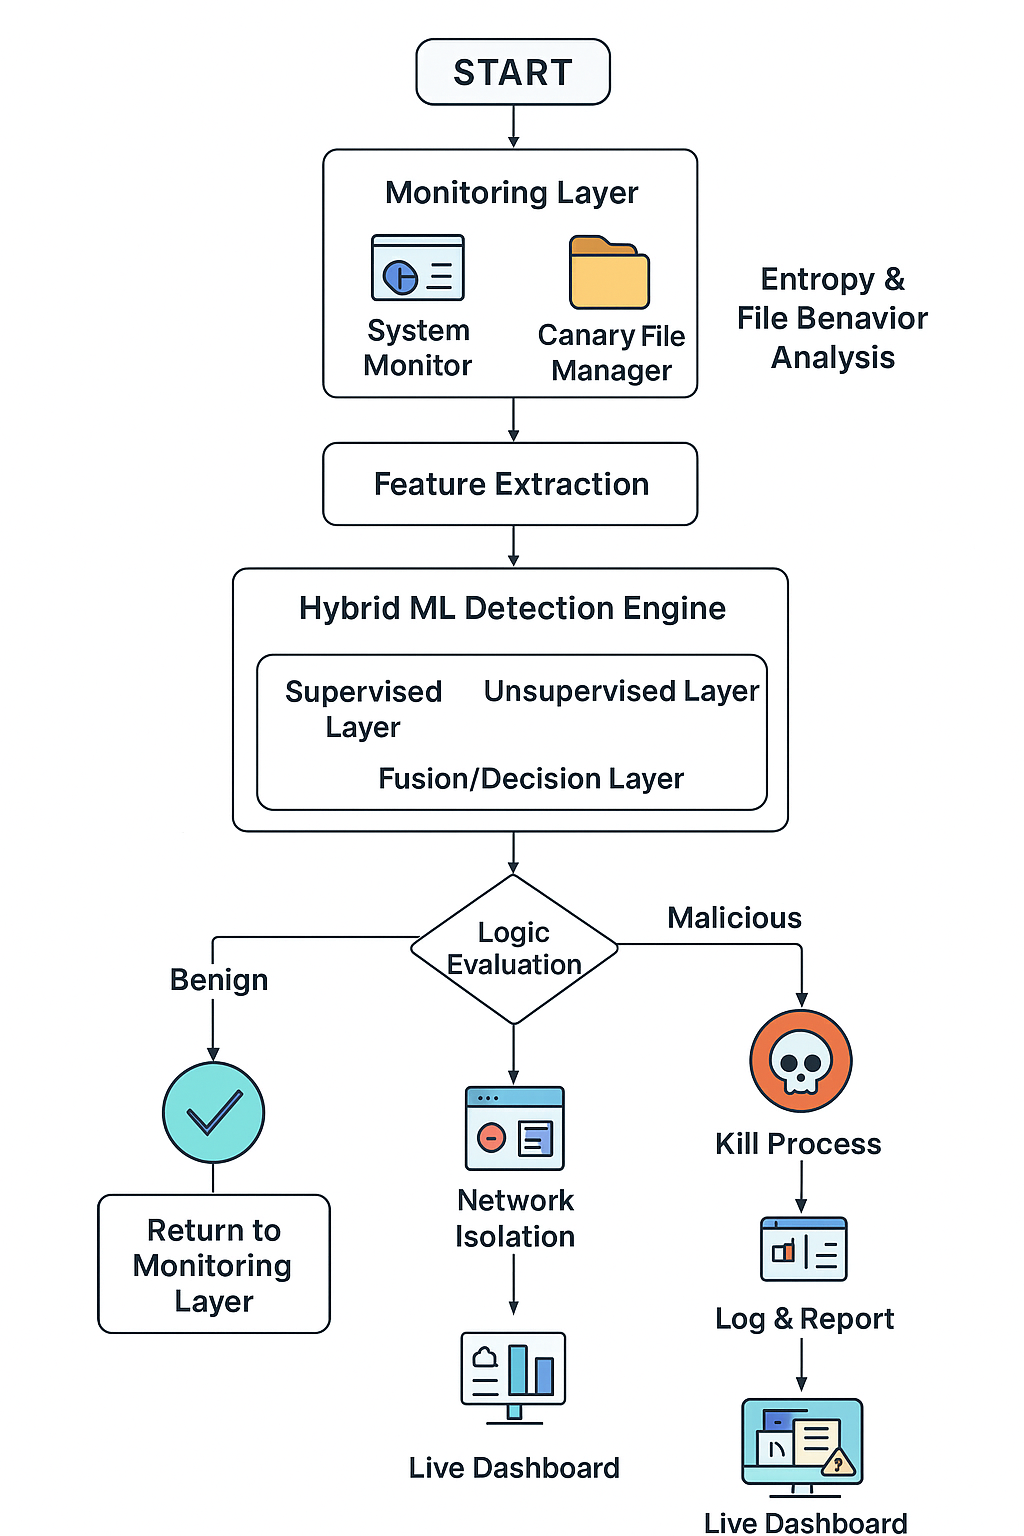 START
Monitoring Layer
System
Monitor
Canary File
Manager
Entropy &
File Benavior
Analysis
Feature Extraction
Hybrid ML Detection Engine
Supervised
Layer
Unsupervised Layer
Fusion/Decision Layer
Logic
Evaluation
Malicious
Benign
Return to
Monitoring
Layer
Network
Isolation
Live Dashboard
Kill Process
Log & Report
Live Dashboard